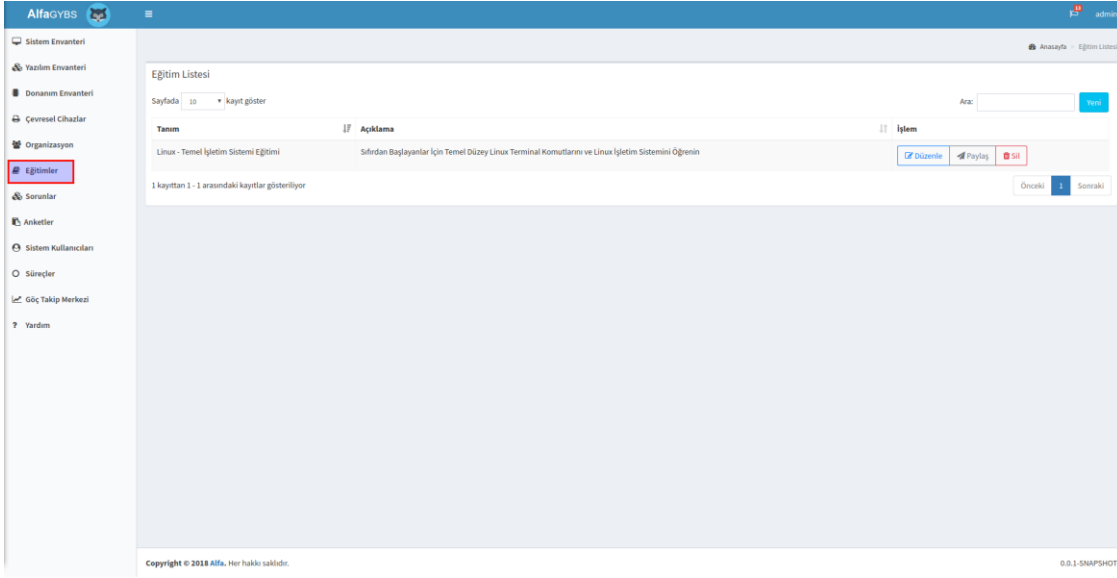 AlfaGYBS
13
admin
Sistem Envanteri
Yazılım Envanteri
Donanım Envanteri
Çevresel Cihazlar
Organizasyon
Eğitimler
Sorunlar
Anketler
Sistem Kullanıcıları
Süreçler
Göç Takip Merkezi
? Yardım
Anasayfa > Eğitim Listesi
Eğitim Listesi
Sayfada 10 kayıt göster
Ara:
Yeni
Tanım Açıklama İşlem
Linux - Temel İşletim Sistemi Eğitimi Sıfırdan Başlayanlar İçin Temel Düzey Linux Terminal Komutlarını ve Linux İşletim Sistemini Öğrenin Düzenle Paylaş Sil
1 kayıttan 1 - 1 arasındaki kayıtlar gösteriliyor
Önceki 1 Sonraki
Copyright © 2018 Alfa. Her hakkı saklıdır.
0.0.1-SNAPSHOT